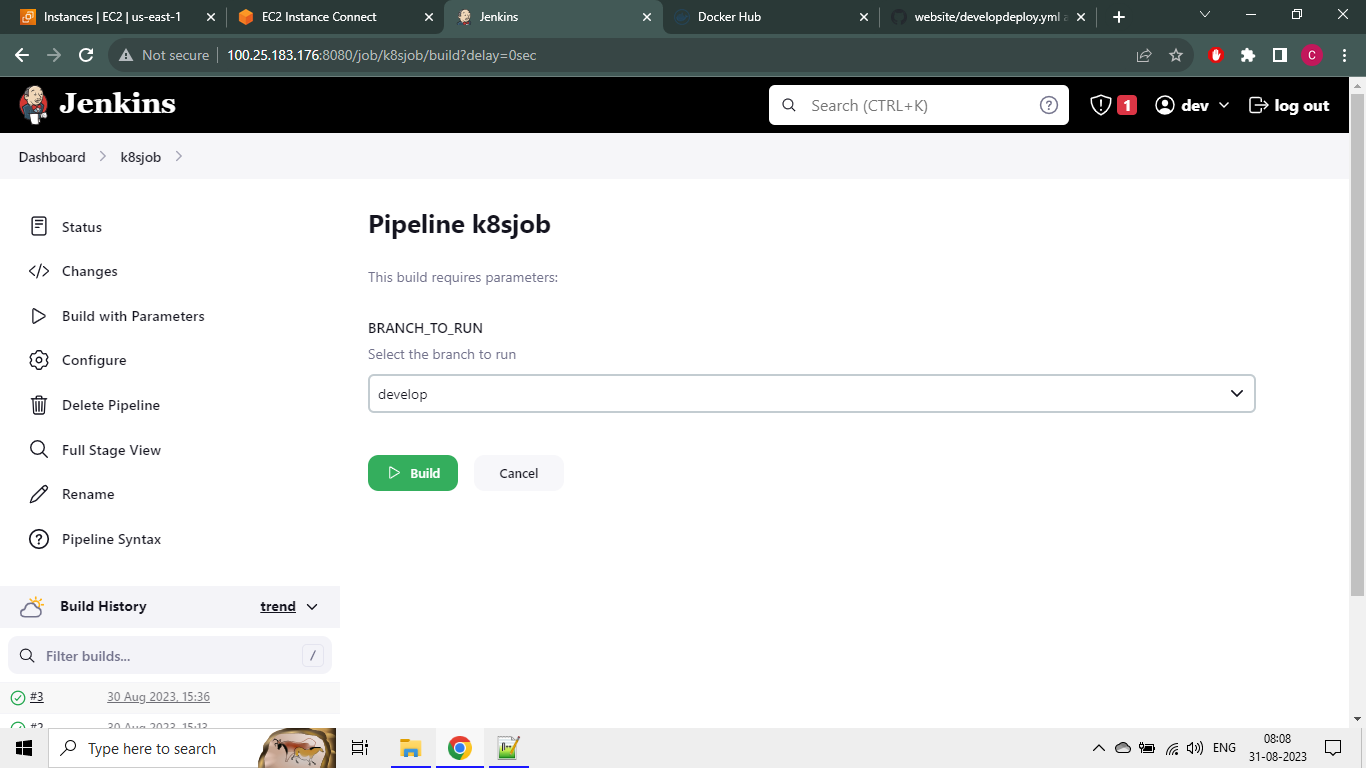 Instances | EC2 | us-east-1
EC2 Instance Connect
Jenkins
Docker Hub
website/developdeploy.yml a
Not secure
100.25.183.176:8080/job/k8sjob/build?delay=0sec
C
Jenkins
Search (CTRL+K)
1
dev
log out
Dashboard
k8sjob
Status
Changes
Build with Parameters
Configure
Delete Pipeline
Full Stage View
Rename
Pipeline Syntax
Pipeline k8sjob
This build requires parameters:
BRANCH_TO_RUN
Select the branch to run
develop
Build
Cancel
Build History
trend
Filter builds...
/
#3
30 Aug 2023, 15:36
#2
30 Aug 2023, 15:13
Type here to search
ENG
08:08
31-08-2023